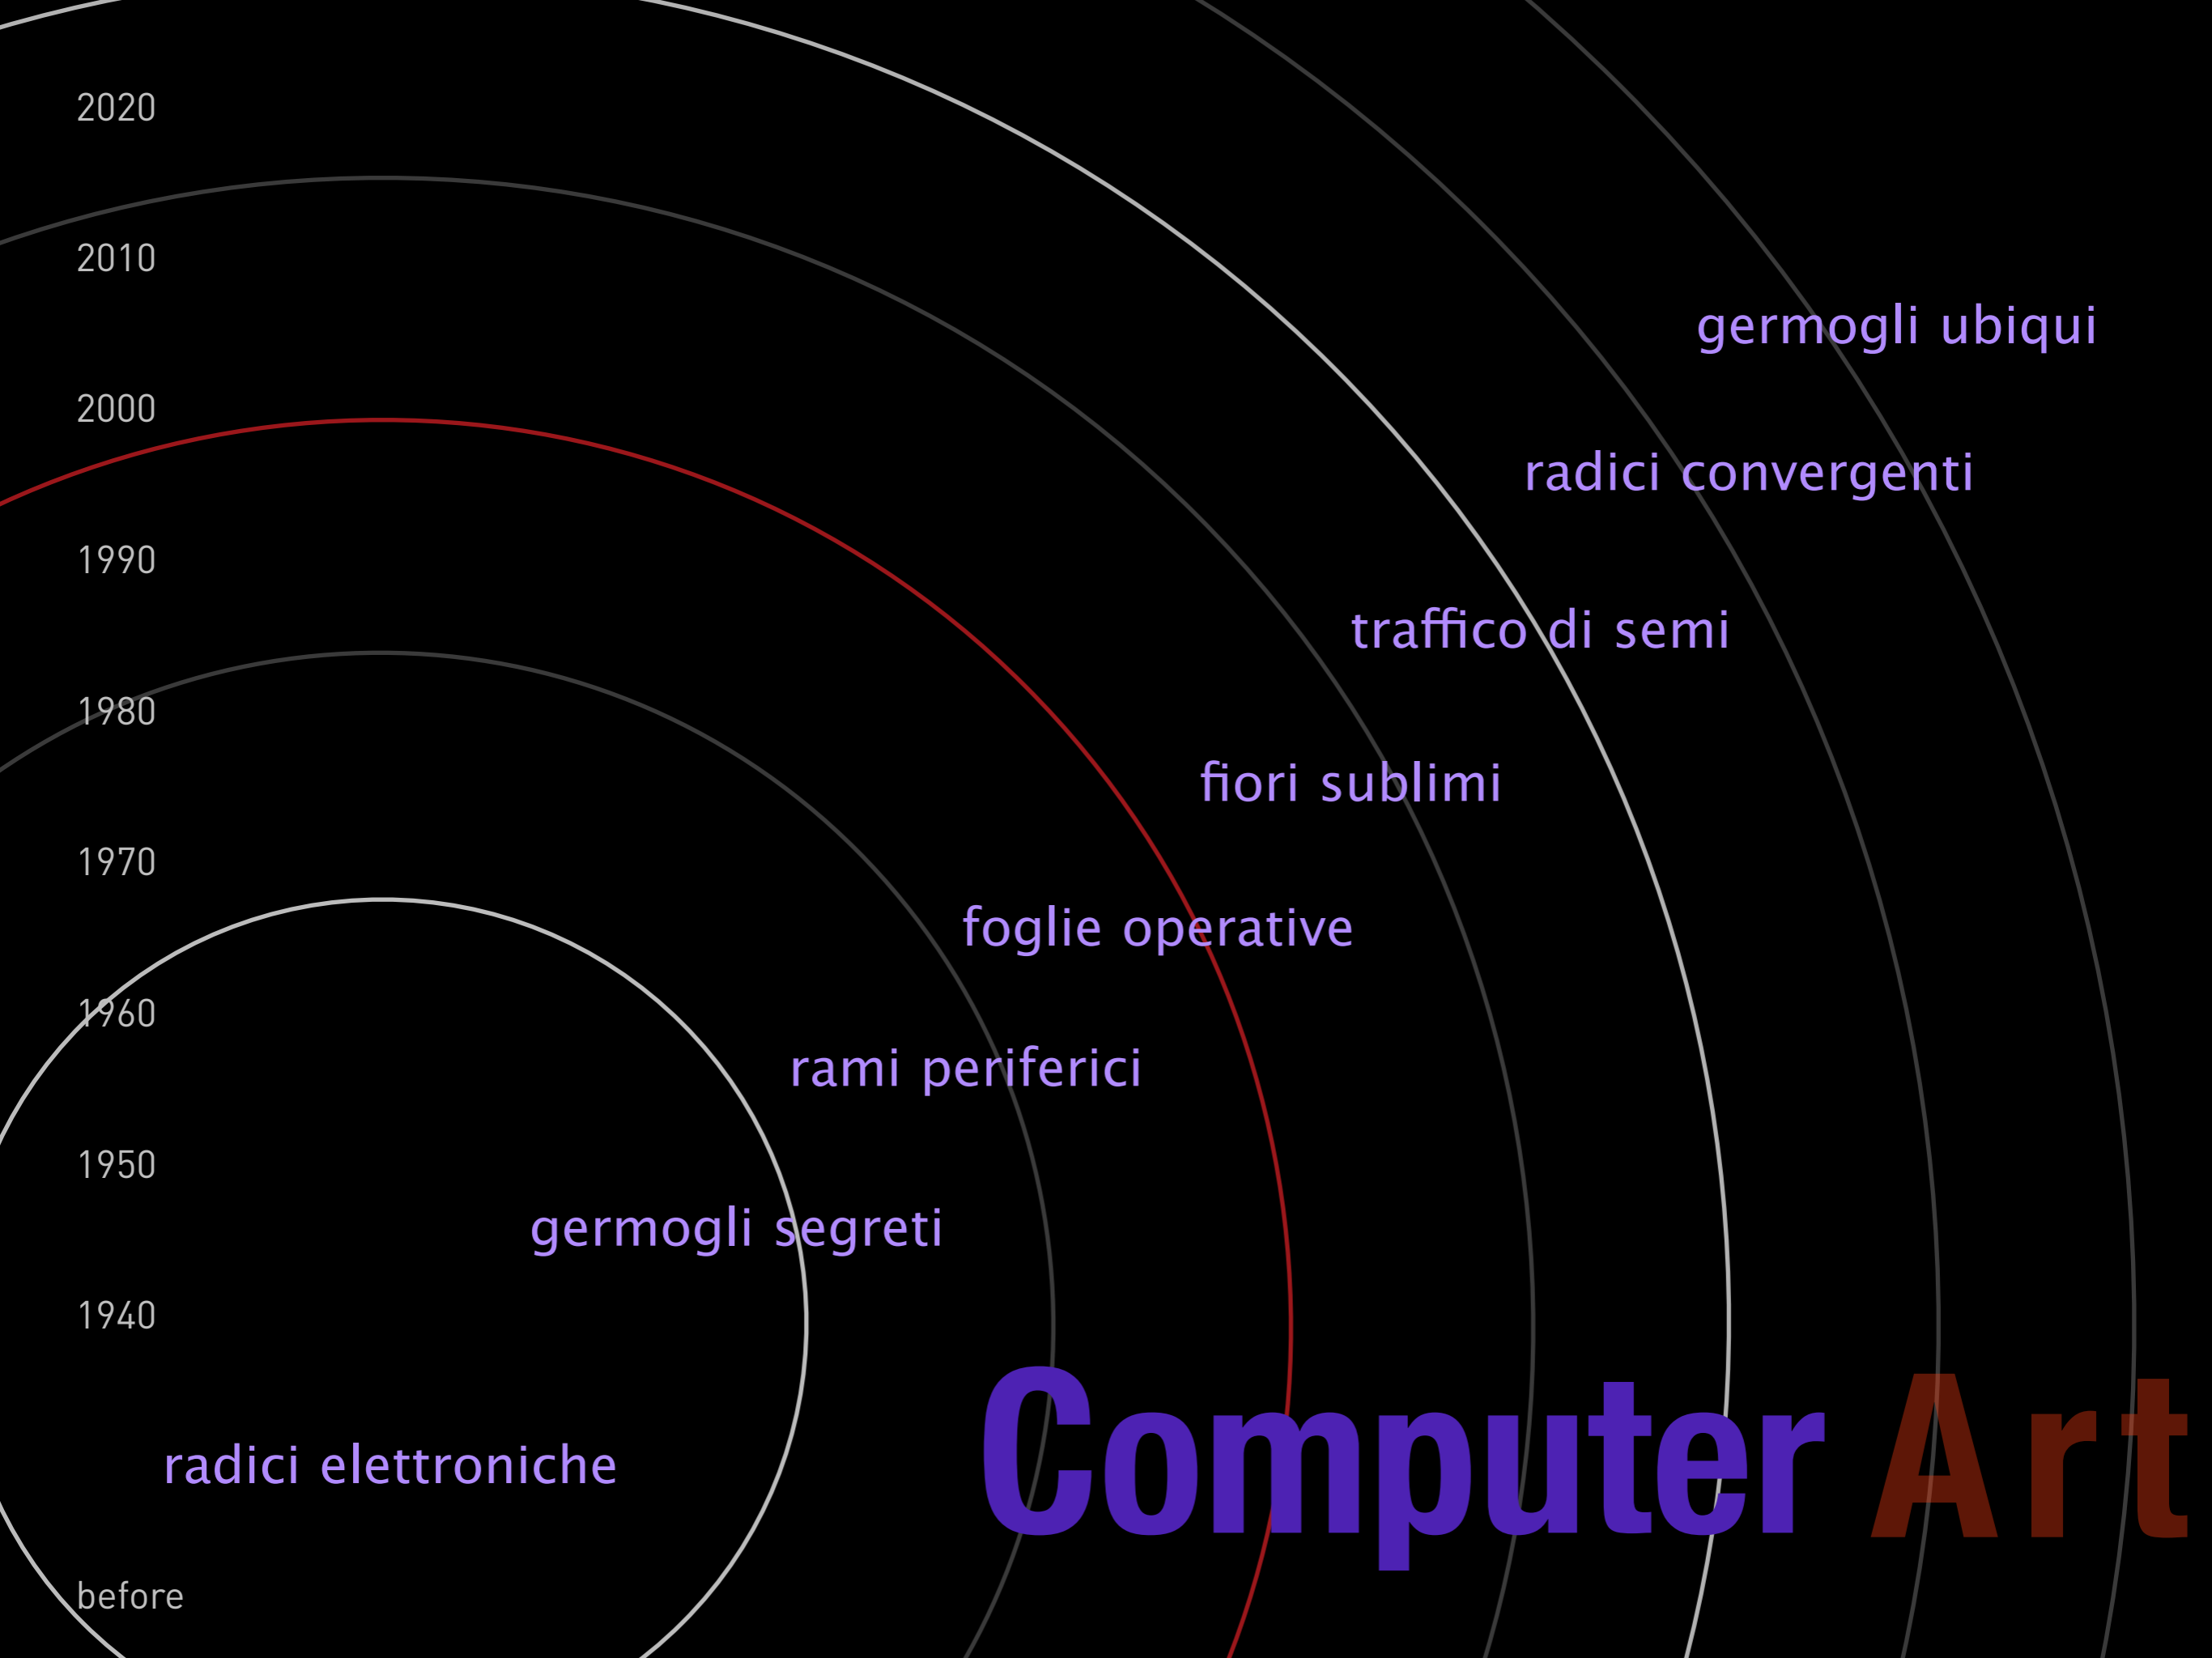 2020
2010
germogli ubiqui
2000
radici convergenti
1990
traffico di semi
1980
fiori sublimi
1970
foglie operative
1960
rami periferici
1950
germogli segreti
1940
Computer Art
radici elettroniche
before